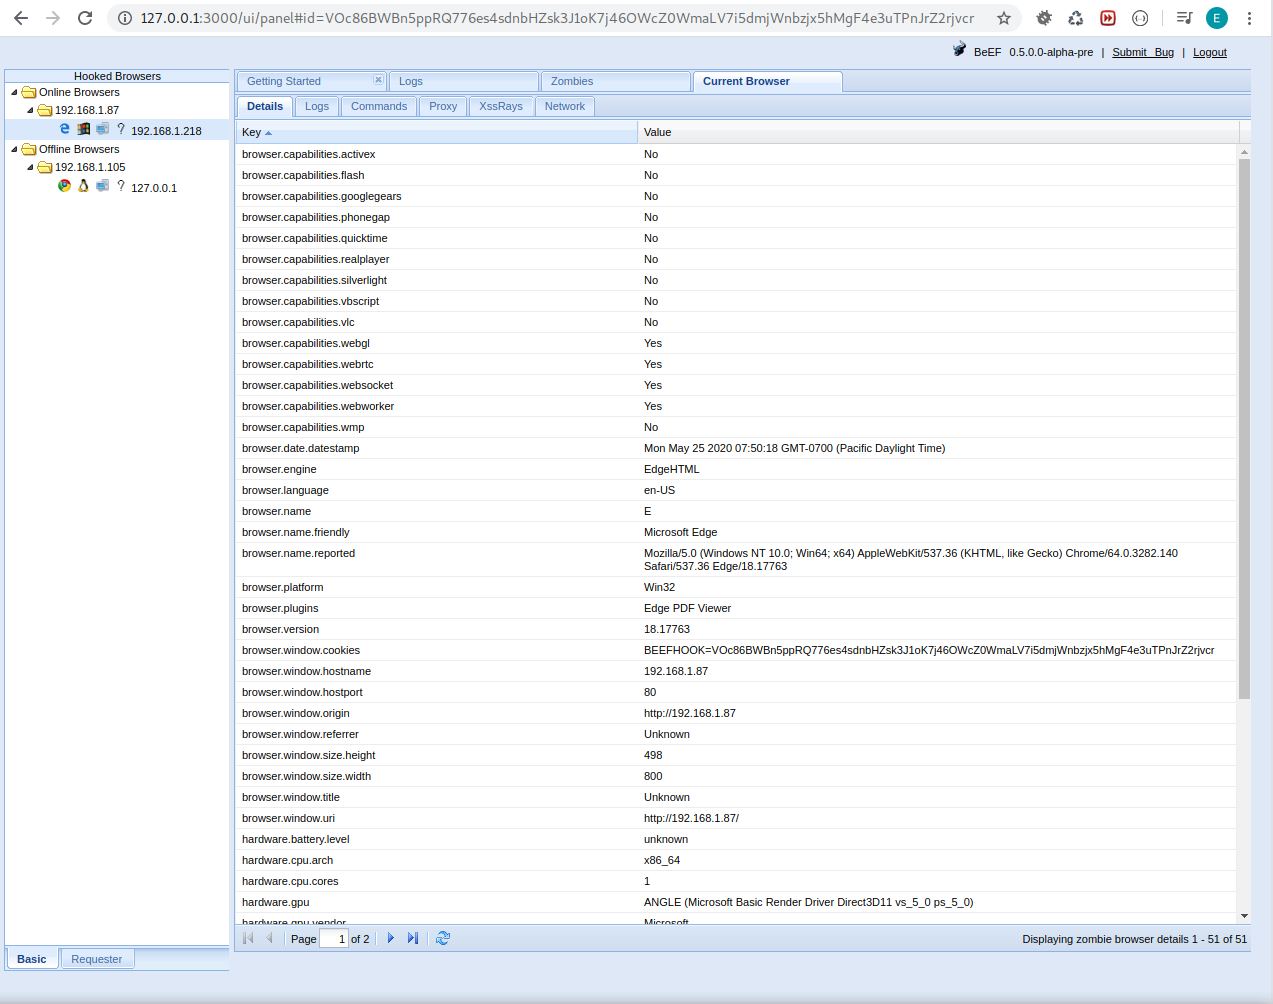 127.0.0.1:3000/ui/panel#id=VOc86BWBn5ppRQ776es4sdnbHZsk3J1oK7j46OWcZ0WmaLV7i5dmjWnbzjx5hMgF4e3uTPnJrZ2rjvcr
E
BeEF 0.5.0.0-alpha-pre | Submit Bug | Logout
Hooked Browsers
Online Browsers
192.168.1.87
? 192.168.1.218
Offline Browsers
192.168.1.105
? 127.0.0.1
Getting Started Logs Zombies Current Browser
Details Logs Commands Proxy XssRays Network
Key Value
browser.capabilities.activex No
browser.capabilities.flash No
browser.capabilities.googlegears No
browser.capabilities.phonegap No
browser.capabilities.quicktime No
browser.capabilities.realplayer No
browser.capabilities.silverlight No
browser.capabilities.vbscript No
browser.capabilities.vlc No
browser.capabilities.webgl Yes
browser.capabilities.webrtc Yes
browser.capabilities.websocket Yes
browser.capabilities.webworker Yes
browser.capabilities.wmp No
browser.date.datestamp Mon May 25 2020 07:50:18 GMT-0700 (Pacific Daylight Time)
browser.engine EdgeHTML
browser.language en-US
browser.name E
browser.name.friendly Microsoft Edge
browser.name.reported Mozilla/5.0 (Windows NT 10.0; Win64; x64) AppleWebKit/537.36 (KHTML, like Gecko) Chrome/64.0.3282.140
Safari/537.36 Edge/18.17763
browser.platform Win32
browser.plugins Edge PDF Viewer
browser.version 18.17763
browser.window.cookies BEEFHOOK=VOc86BWBn5ppRQ776es4sdnbHZsk3J1oK7j46OWcZ0WmaLV7i5dmjWnbzjx5hMgF4e3uTPnJrZ2rjvcr
browser.window.hostname 192.168.1.87
browser.window.hostport 80
browser.window.origin http://192.168.1.87
browser.window.referrer Unknown
browser.window.size.height 498
browser.window.size.width 800
browser.window.title Unknown
browser.window.uri http://192.168.1.87/
hardware.battery.level unknown
hardware.cpu.arch x86_64
hardware.cpu.cores 1
hardware.gpu ANGLE (Microsoft Basic Render Driver Direct3D11 vs_5_0 ps_5_0)
hardware.gpu.vendor Microsoft
Page 1 of 2 Displaying zombie browser details 1 - 51 of 51
Basic Requester